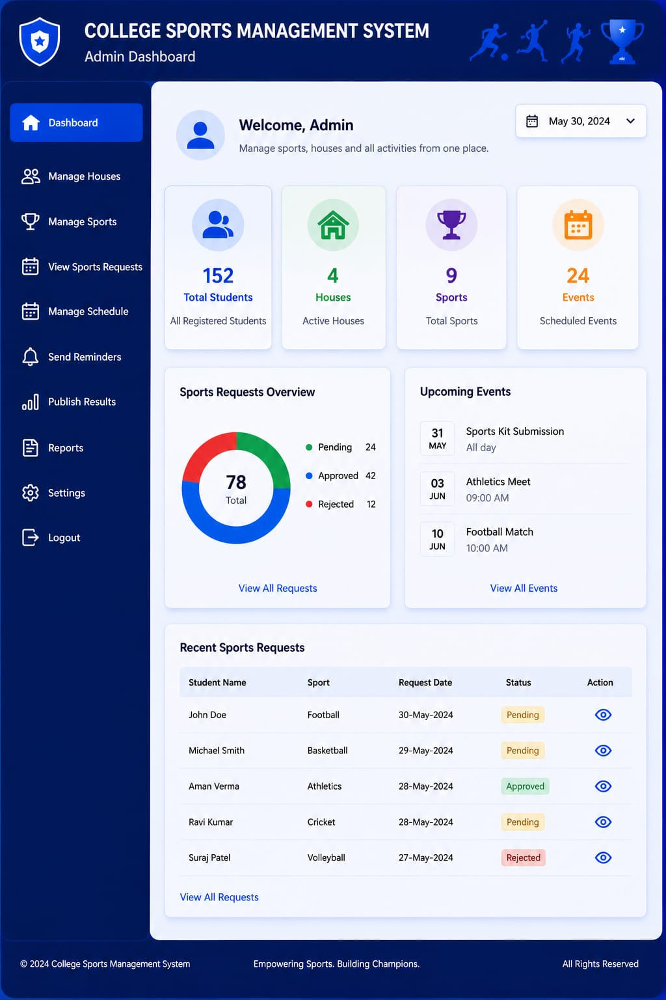 COLLEGE SPORTS MANAGEMENT SYSTEM
Admin Dashboard
Dashboard
Manage Houses
Manage Sports
View Sports Requests
Manage Schedule
Send Reminders
Publish Results
Reports
Settings
Logout
Welcome, Admin
Manage sports, houses and all activities from one place.
May 30, 2024
152
Total Students
All Registered Students
4
Houses
Active Houses
9
Sports
Total Sports
24
Events
Scheduled Events
Sports Requests Overview
78
Total
Pending 24
Approved 42
Rejected 12
View All Requests
Upcoming Events
31
MAY
Sports Kit Submission
All day
03
JUN
Athletics Meet
09:00 AM
10
JUN
Football Match
10:00 AM
View All Events
Recent Sports Requests
Student Name Sport Request Date Status Action
John Doe Football 30-May-2024 Pending
Michael Smith Basketball 29-May-2024 Pending
Aman Verma Athletics 28-May-2024 Approved
Ravi Kumar Cricket 28-May-2024 Pending
Suraj Patel Volleyball 27-May-2024 Rejected
View All Requests
© 2024 College Sports Management System
Empowering Sports. Building Champions.
All Rights Reserved